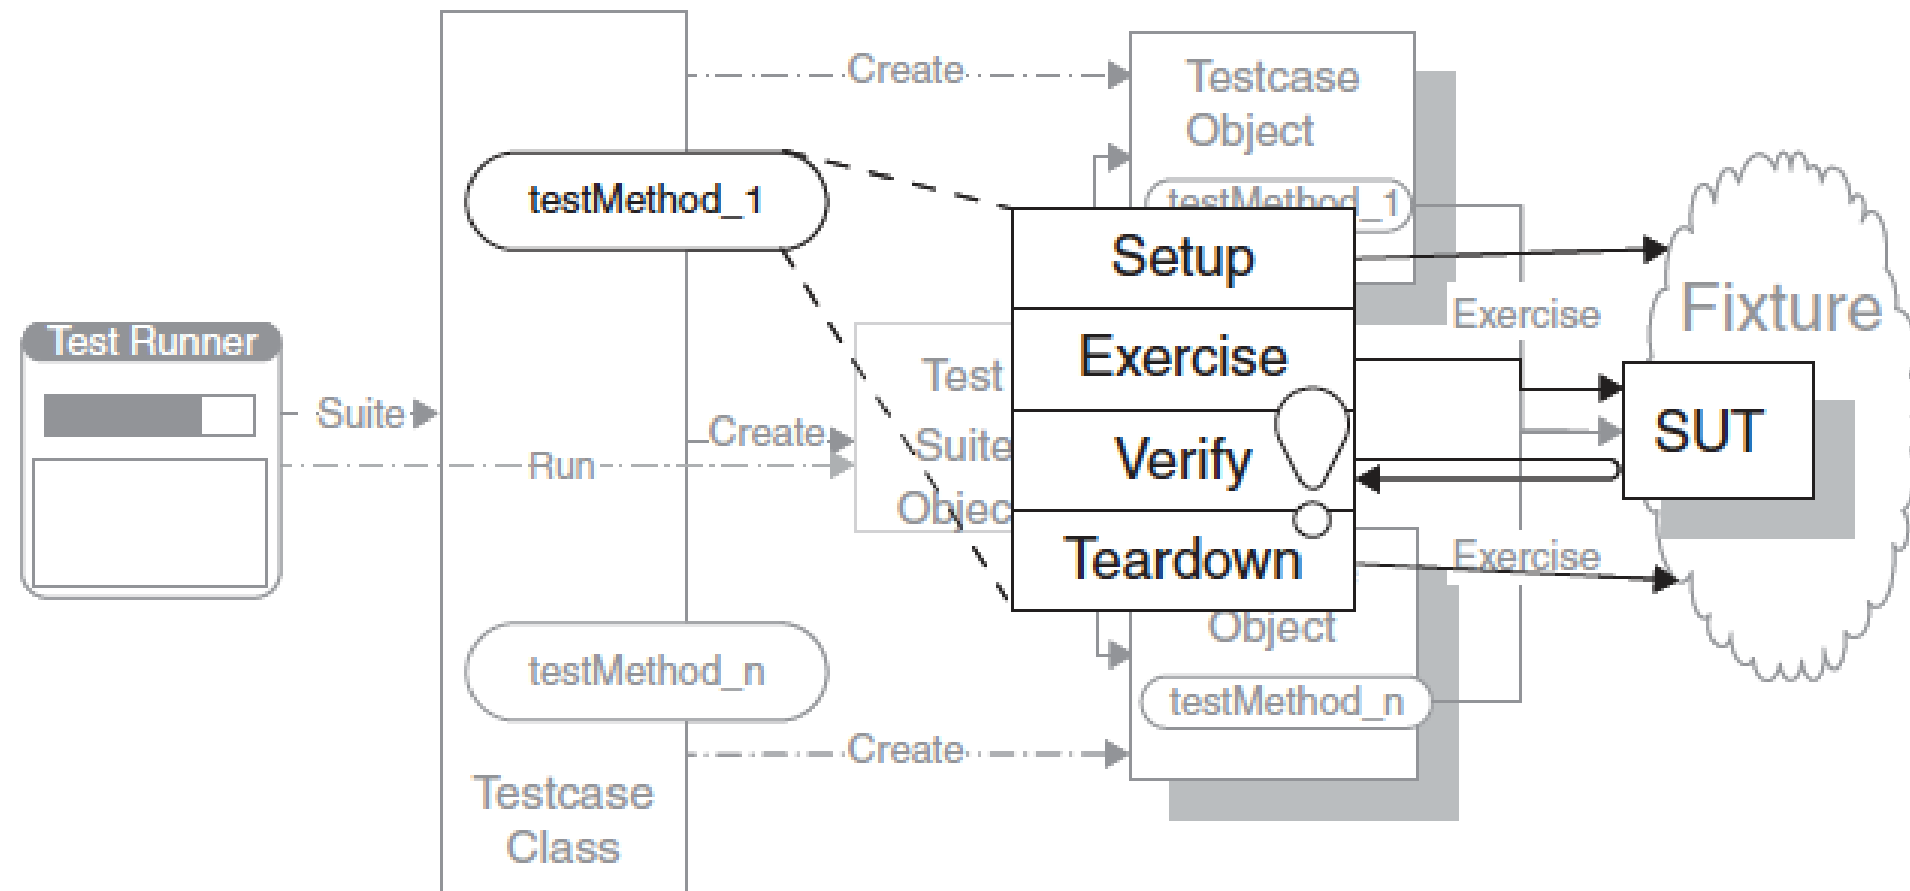 Test Runner
Suite
Run
testMethod_1
testMethod_n
Testcase
Class
Create
Create
Create
Test
Suite
Objec
Testcase
Object
testMethod_1
Setup
Exercise
Verify
Teardown
Object
testMethod_n
Exercise
Exercise
Fixture
SUT